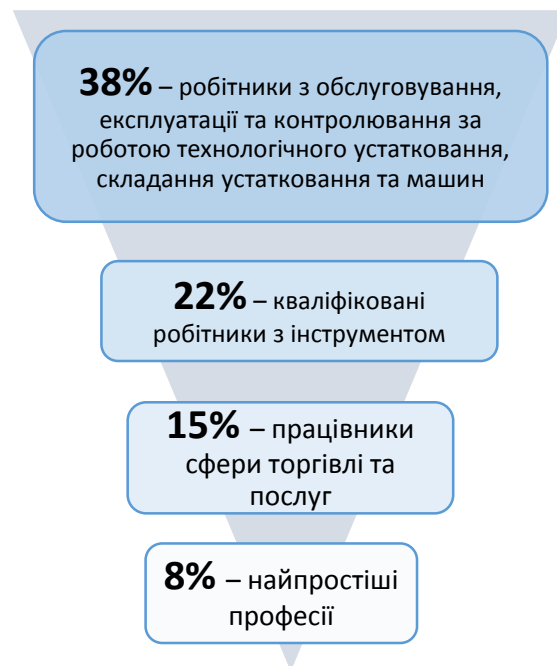 38% – робітники з обслуговування,
експлуатації та контролювання за
роботою технологічного устатковання,
складання устатковання та машин
22% – кваліфіковані
робітники з інструментом
15% – працівники
сфери торгівлі та
послуг
8% – найпростіші
професії